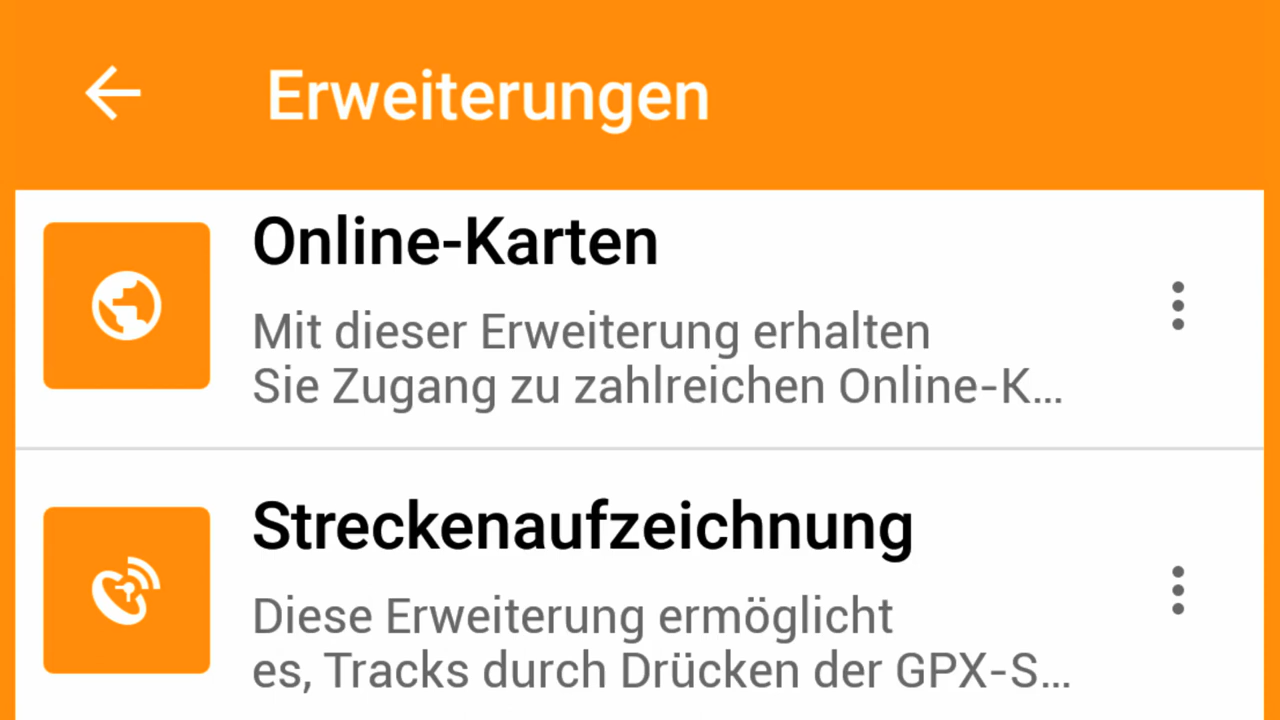 Erweiterungen
Online-Karten
Mit dieser Erweiterung erhalten
Sie Zugang zu zahlreichen Online-K...
Streckenaufzeichnung
Diese Erweiterung ermöglicht
es, Tracks durch Drücken der GPX-S...